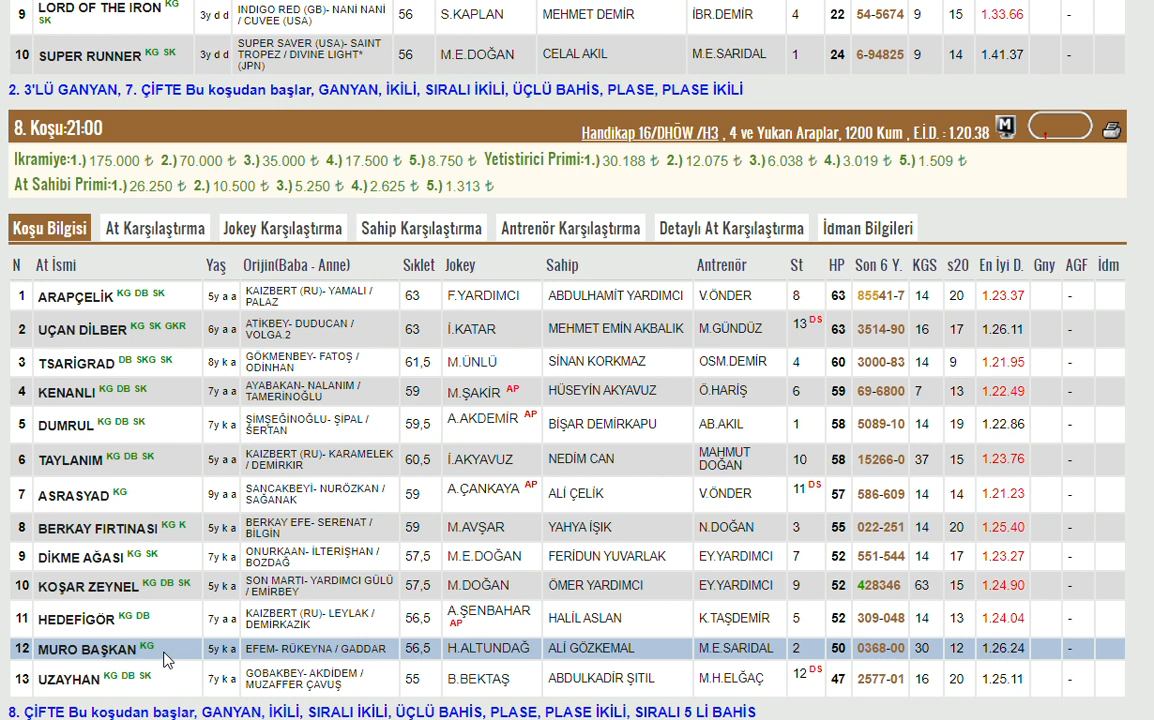 9 LORD OF THE IRON KG SK 3y d d INDIGO RED (GB)- NANİ NANİ / CUVEE (USA) 56 S.KAPLAN MEHMET DEMİR İBR.DEMİR 4 22 54-5674 9 15 1.33.66 -
10 SUPER RUNNER KG SK 3y d d SUPER SAVER (USA)- SAINT TROPEZ / DIVINE LIGHT* (JPN) 56 M.E.DOĞAN CELAL AKIL M.E.SARIDAL 1 24 6-94825 9 14 1.41.37 -
2. 3'LÜ GANYAN, 7. ÇİFTE Bu koşudan başlar, GANYAN, İKİLİ, SIRALI İKİLİ, ÜÇLÜ BAHİS, PLASE, PLASE İKİLİ
8. Koşu:21:00 Handikap 16/DHÖW /H3 , 4 ve Yukarı Araplar, 1200 Kum , E.İ.D. : 1.20.38 M
Ikramiye:1.) 175.000 ₺ 2.) 70.000 ₺ 3.) 35.000 ₺ 4.) 17.500 ₺ 5.) 8.750 ₺ Yetistirici Primi:1.) 30.188 ₺ 2.) 12.075 ₺ 3.) 6.038 ₺ 4.) 3.019 ₺ 5.) 1.509 ₺
At Sahibi Primi:1.) 26.250 ₺ 2.) 10.500 ₺ 3.) 5.250 ₺ 4.) 2.625 ₺ 5.) 1.313 ₺
Koşu Bilgisi At Karşılaştırma Jokey Karşılaştırma Sahip Karşılaştırma Antrenör Karşılaştırma Detaylı At Karşılaştırma İdman Bilgileri
N At İsmi Yaş Orijin(Baba - Anne) Sıklet Jokey Sahip Antrenör St HP Son 6 Y. KGS s20 En İyi D. Gny AGF İdm
1 ARAPÇELİK KG DB SK 5y a a KAIZBERT (RU)- YAMALI / PALAZ 63 F.YARDIMCI ABDULHAMİT YARDIMCI V.ÖNDER 8 63 85541-7 14 20 1.23.37 -
2 UÇAN DİLBER KG SK GKR 6y a a ATİKBEY- DUDUCAN / VOLGA.2 63 İ.KATAR MEHMET EMİN AKBALIK M.GÜNDÜZ 13 DS 63 3514-90 16 17 1.26.11 -
3 TSARİGRAD DB SKG SK 8y k a GÖKMENBEY- FATOŞ / ODİNHAN 61,5 M.ÜNLÜ SİNAN KORKMAZ OSM.DEMİR 4 60 3000-83 14 9 1.21.95 -
4 KENANLI KG DB SK 7y a a AYABAKAN- NALANIM / TAMERİNOĞLU 59 M.ŞAKİR AP HÜSEYİN AKYAVUZ Ö.HARİŞ 6 59 69-6800 7 13 1.22.49 -
5 DUMRUL KG DB SK 7y k a ŞİMŞEĞİNOĞLU- ŞİPAL / SERTAN 59,5 A.AKDEMİR AP BİŞAR DEMİRKAPU AB.AKIL 1 58 5089-10 14 19 1.22.86 -
6 TAYLANIM KG DB SK 5y a a KAIZBERT (RU)- KARAMELEK / DEMİRKIR 60,5 İ.AKYAVUZ NEDİM CAN MAHMUT DOĞAN 10 58 15266-0 37 15 1.23.76 -
7 ASRASYAD KG 9y a a SANCAKBEYİ- NURÖZKAN / SAĞANAK 59 A.ÇANKAYA AP ALİ ÇELİK V.ÖNDER 11 DS 57 586-609 14 14 1.21.23 -
8 BERKAY FIRTINASI KG K 5y k a BERKAY EFE- SERENAT / BİLGİN 59 M.AVŞAR YAHYA İŞIK N.DOĞAN 3 55 022-251 14 20 1.25.40 -
9 DİKME AĞASI KG SK 7y k a ONURKAAN- İLTERİŞHAN / BOZDAĞ 57,5 M.E.DOĞAN FERİDUN YUVARLAK EY.YARDIMCI 7 52 551-544 14 17 1.23.27 -
10 KOŞAR ZEYNEL KG DB SK 5y k a SON MARTI- YARDIMCI GÜLÜ / EMİRBEY 57,5 M.DOĞAN ÖMER YARDIMCI EY.YARDIMCI 9 52 428346 63 15 1.24.90 -
11 HEDEFİGÖR KG DB 7y a a KAIZBERT (RU)- LEYLAK / DEMİRKAZIK 56,5 A.ŞENBAHAR AP HALİL ASLAN K.TAŞDEMİR 5 52 309-048 14 13 1.24.04 -
12 MURO BAŞKAN KG 5y k a EFEM- RÜKEYNA / GADDAR 56,5 H.ALTUNDAĞ ALİ GÖZKEMAL M.E.SARIDAL 2 50 0368-00 30 12 1.26.24 -
13 UZAYHAN KG DB SK 7y k a GOBAKBEY- AKDİDEM / MUZAFFER ÇAVUŞ 55 B.BEKTAŞ ABDULKADİR ŞITIL M.H.ELĞAÇ 12 DS 47 2577-01 16 20 1.25.11 -
8. ÇİFTE Bu koşudan başlar, GANYAN, İKİLİ, SIRALI İKİLİ, ÜÇLÜ BAHİS, PLASE, PLASE İKİLİ, SIRALI 5 Lİ BAHİS